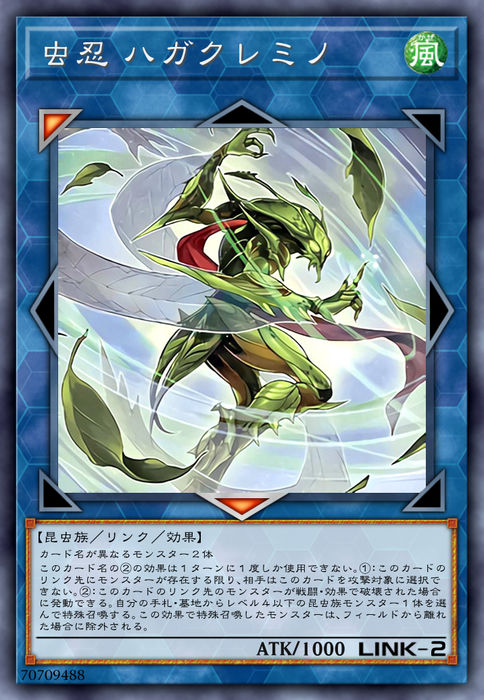 虫忍 ハガクレミノ
かぜ
風
【昆虫族／リンク／効果】
カード名が異なるモンスター２体
このカード名の②の効果は１ターンに１度しか使用できない。①：このカードの
リンク先にモンスターが存在する限り、相手はこのカードを攻撃対象に選択で
きない。②：このカードのリンク先のモンスターが戦闘・効果で破壊された場合
に発動できる。自分の手札・墓地からレベル４以下の昆虫族モンスター１体を選
んで特殊召喚する。この効果で特殊召喚したモンスターは、フィールドから離れ
た場合に除外される。
ATK/1000 LINK-2
70709488